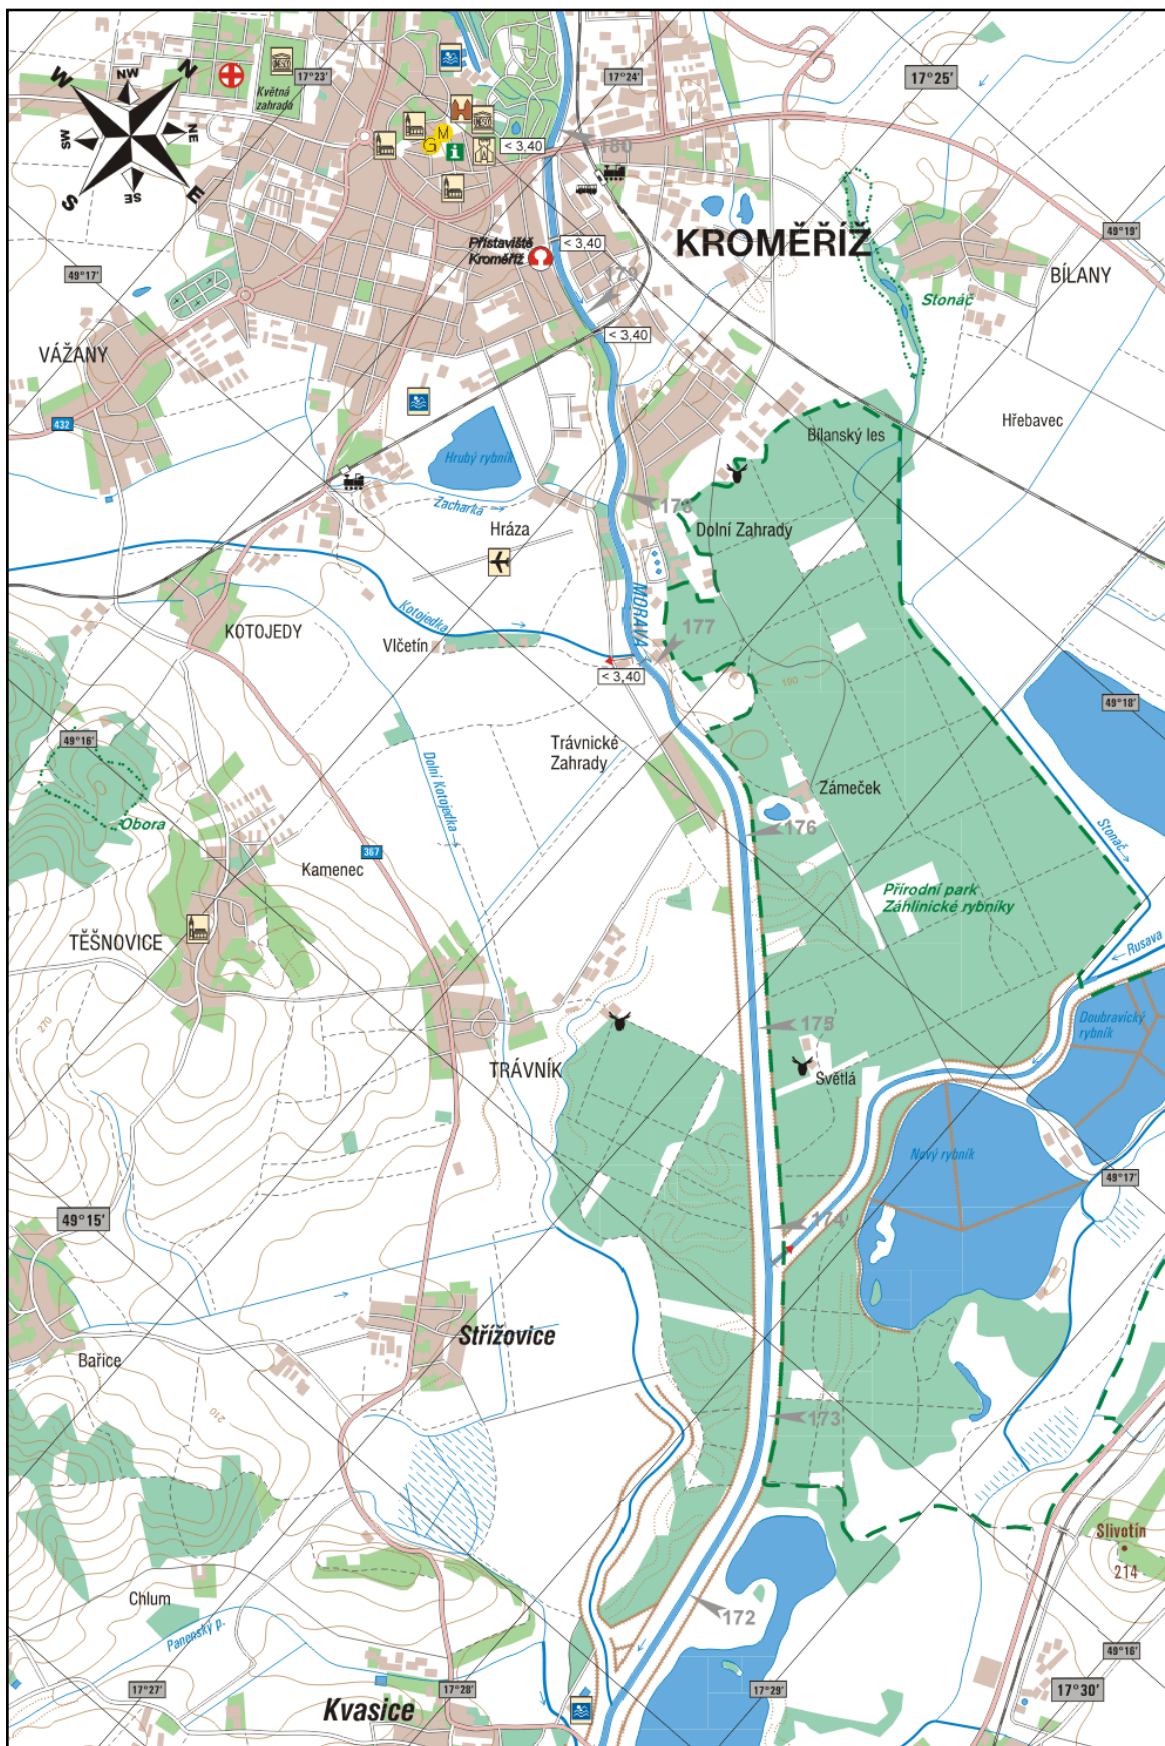 N
NW
W
NE
SW
S
SE
E
17°23'
17°24'
17°25'
Květná
zahrada
UNESCO
UNESCO
M
G
i
< 3,40
180
KROMĚŘÍŽ
49°19'
BÍLANY
Přístaviště
Kroměříž
< 3,40
49°17'
179
Stonáč
< 3,40
VÁŽANY
432
Hřebavec
Bílanský les
Hrubý rybník
Zacharka
178
Hráza
Dolní Zahrady
MORAVA
Kotojedka
KOTOJEDY
Vlčetín
177
< 3,40
190
49°18'
49°16'
Trávnické
Zahrady
Dolní Kotojedka
Zámeček
Obora
176
Stonač
367
Kamenec
Přírodní park
Záhlinické rybníky
TĚŠNOVICE
Rusava
270
175
Doubravický
rybník
TRÁVNÍK
Světlá
Nový rybník
49°17'
49°15'
174
Střížovice
Bařice
210
173
Slivotín
214
Chlum
172
Panenský p.
49°16'
17°27'
17°28'
17°29'
17°30'
Kvasice